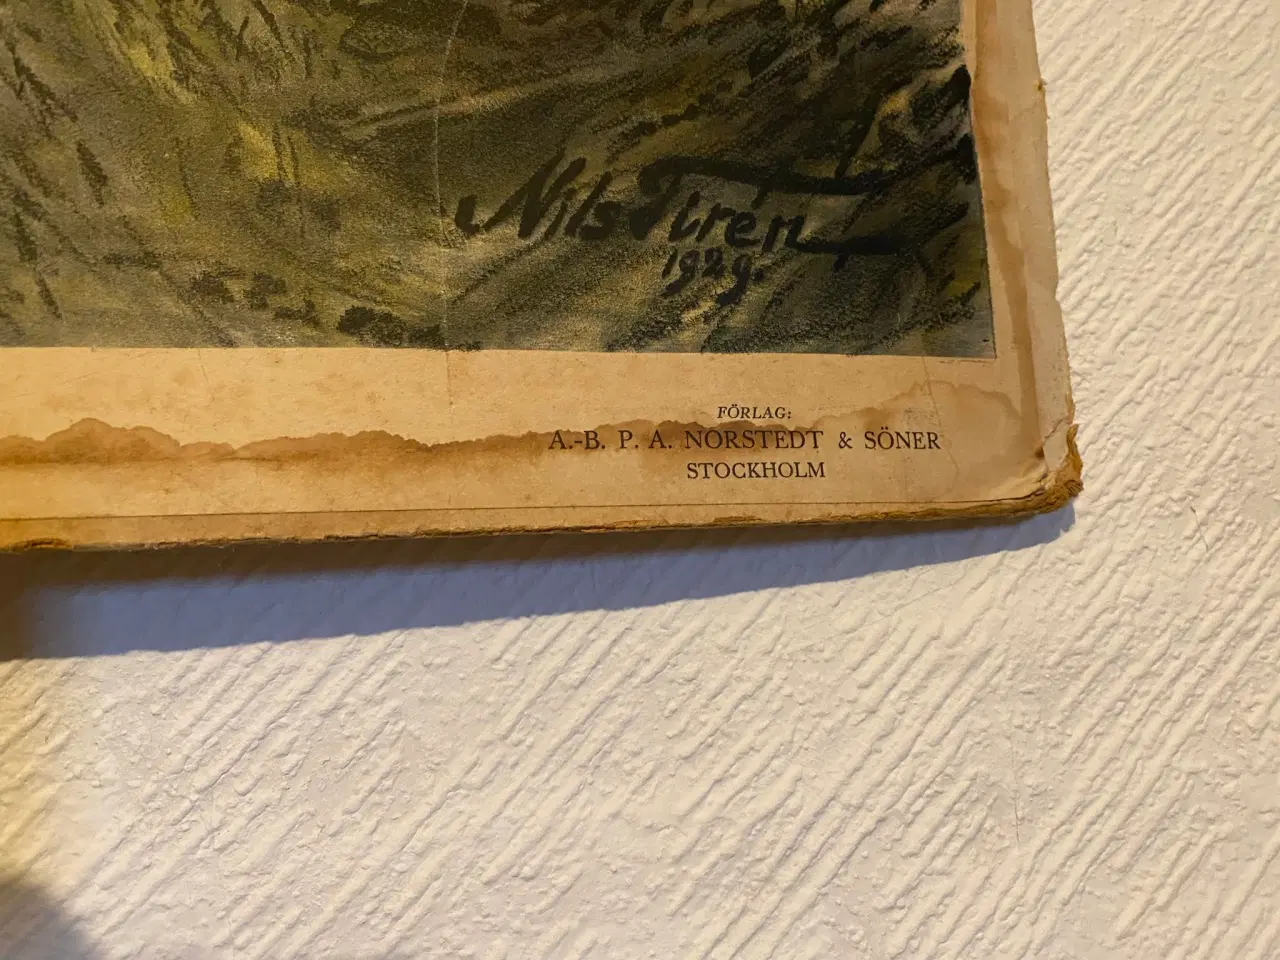 Nils Tirén
1929.
FÖRLAG:
A.-B. P. A. NORSTEDT & SÖNER
STOCKHOLM